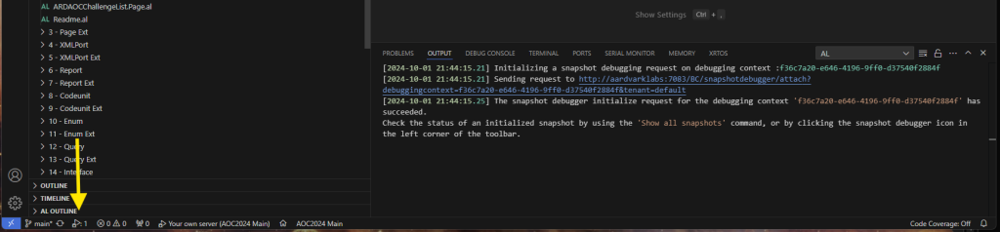 AL ARDAOCChallengeList.Page.al
AL Readme.al
> 3 - Page Ext
> 4 - XMLPort
> 5 - XMLPort Ext
> 6 - Report
> 7 - Report Ext
> 8 - Codeunit
> 9 - Codeunit Ext
> 10 - Enum
> 11 - Enum Ext
> 12 - Query
> 13 - Query Ext
> 14 - Interface
> OUTLINE
> TIMELINE
> AL OUTLINE
Show Settings Ctrl + ,
PROBLEMS OUTPUT DEBUG CONSOLE TERMINAL PORTS SERIAL MONITOR MEMORY XRTOS AL
[2024-10-01 21:44:15.21] Initializing a snapshot debugging request on debugging context :f36c7a20-e646-4196-9ff0-d37540f2884f
[2024-10-01 21:44:15.21] Sending request to http://aardvarklabs:7083/BC/snapshotdebugger/attach?
debuggingcontext=f36c7a20-e646-4196-9ff0-d37540f2884f&tenant=default
[2024-10-01 21:44:15.25] The snapshot debugger initialize request for the debugging context 'f36c7a20-e646-4196-9ff0-d37540f2884f' has
succeeded.
Check the status of an initialized snapshot by using the 'Show all snapshots' command, or by clicking the snapshot debugger icon in
the left corner of the toolbar.
main* : 1 0 0 0 Your own server (AOC2024 Main) AOC2024 Main Code Coverage: Off